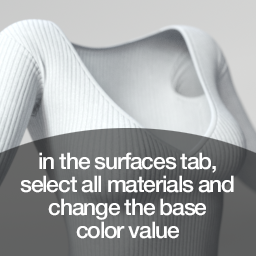 in the surfaces tab,
select all materials and
change the base
color value